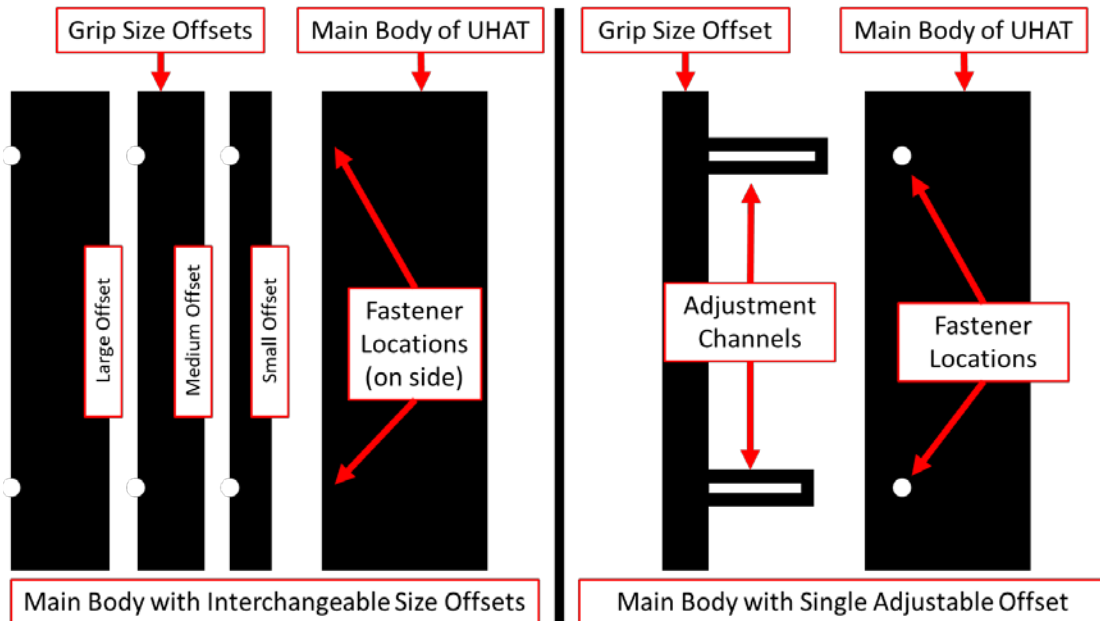 Grip Size Offsets
Main Body of UHAT
Large Offset
Medium Offset
Small Offset
Fastener
Locations
(on side)
Main Body with Interchangeable Size Offsets
Grip Size Offset
Main Body of UHAT
Adjustment
Channels
Fastener
Locations
Main Body with Single Adjustable Offset